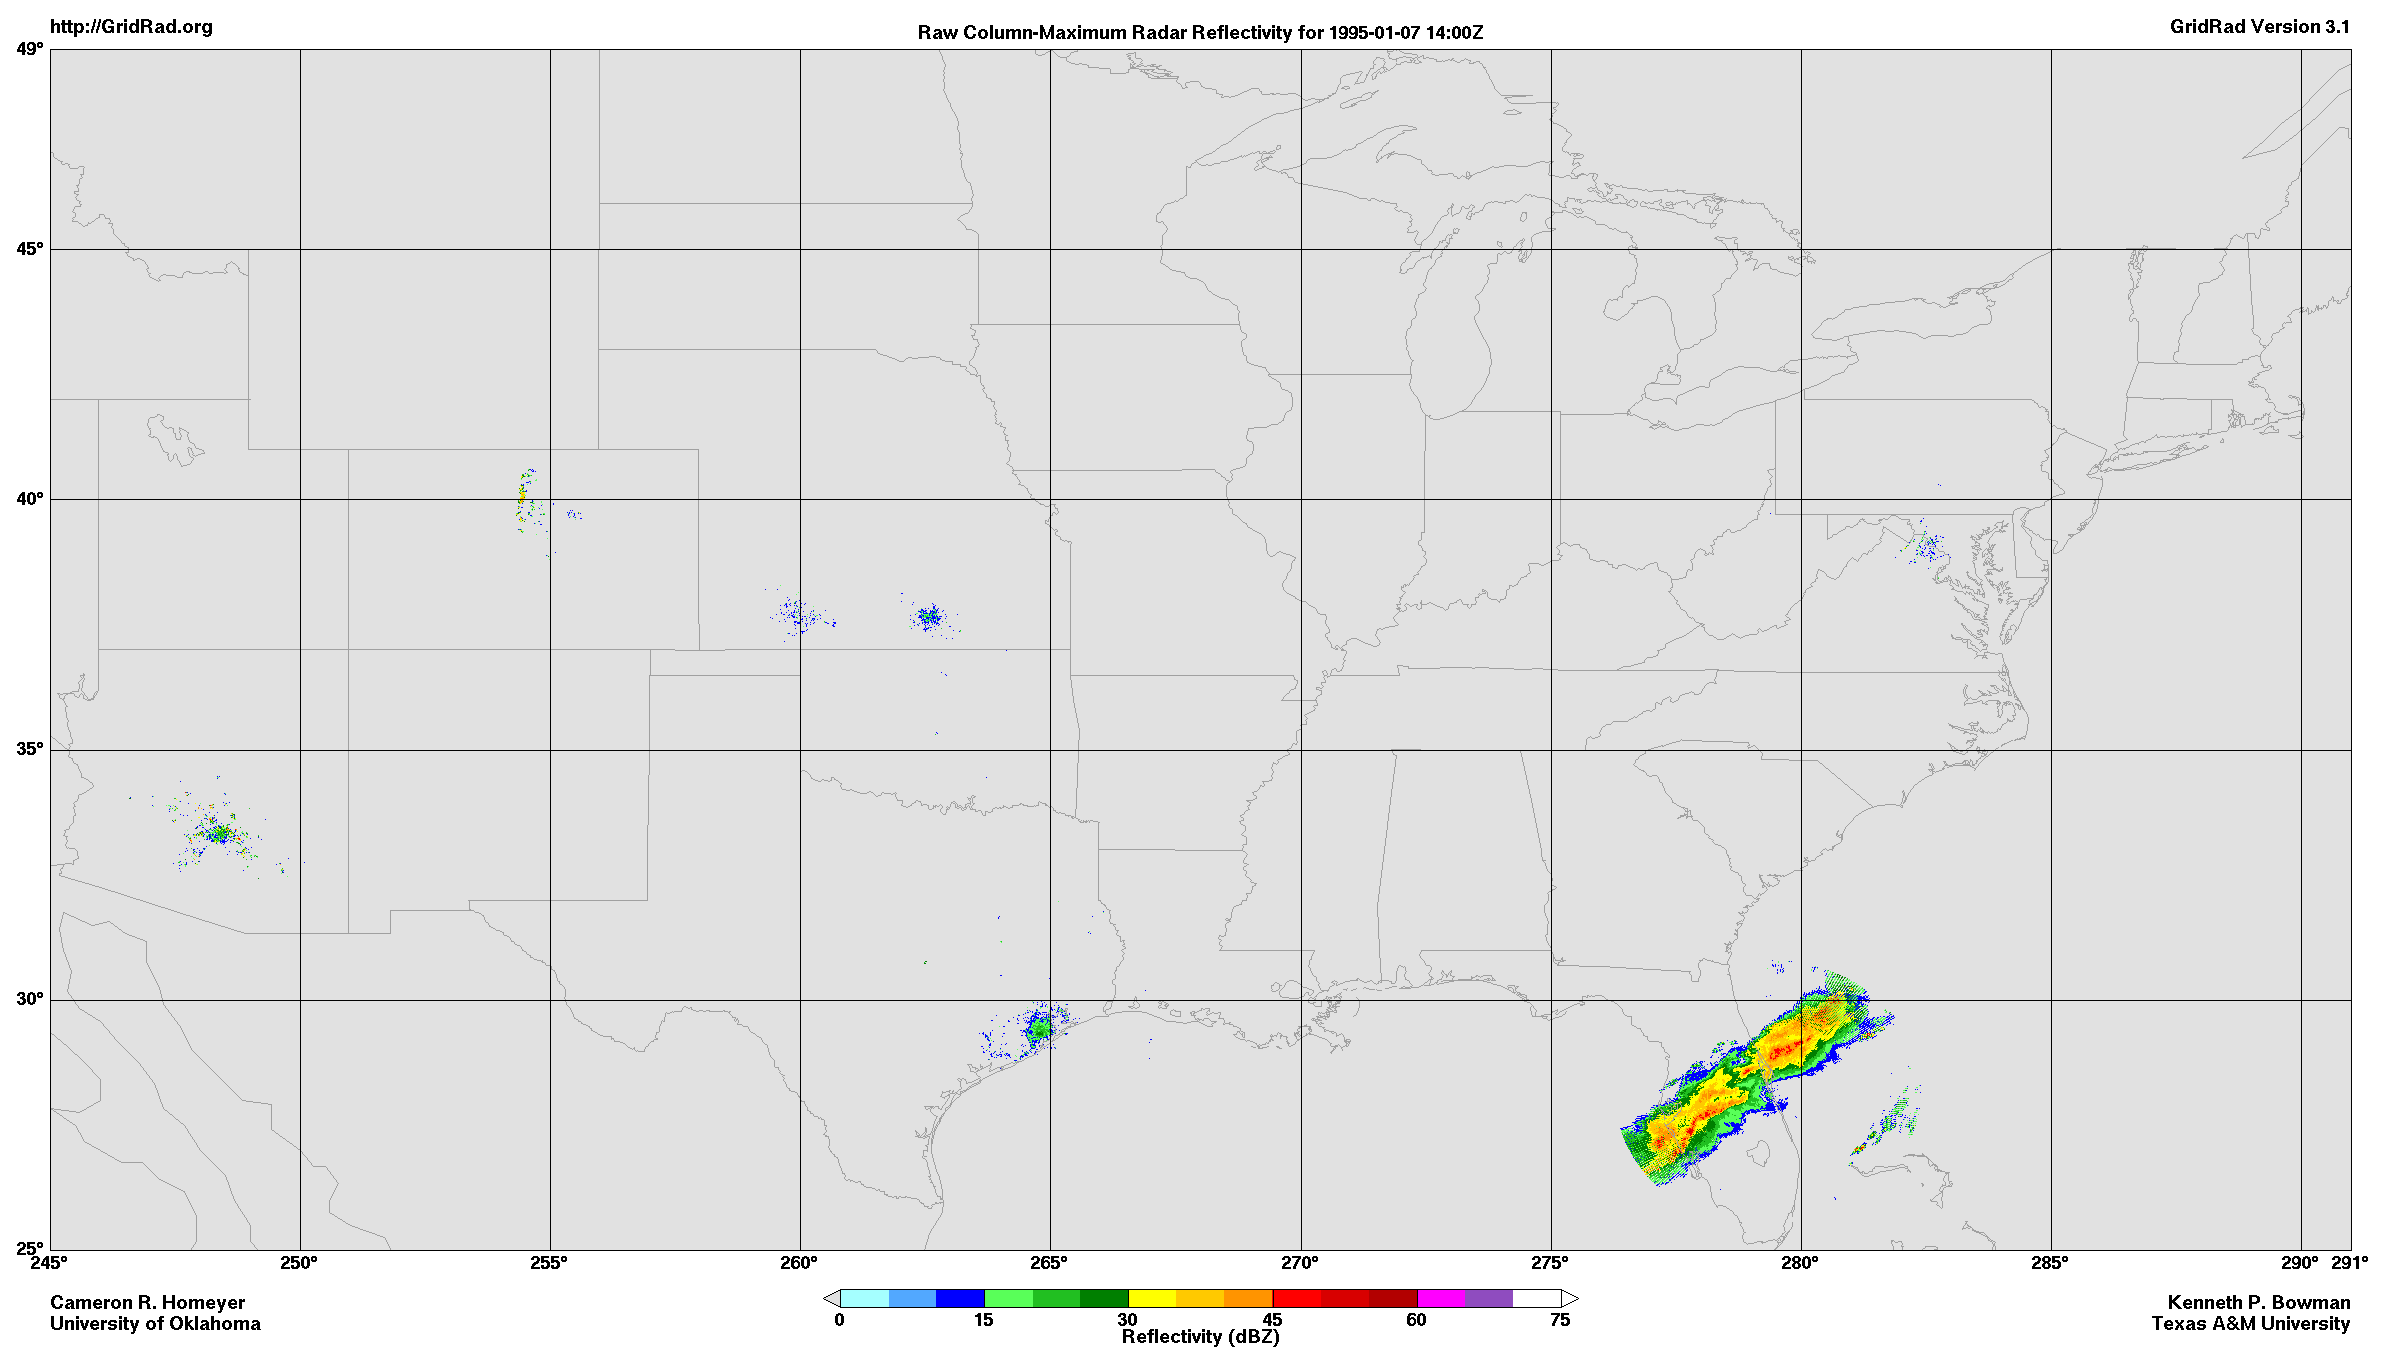 http://GridRad.org
Raw Column-Maximum Radar Reflectivity for 1995-01-07 14:00Z
GridRad Version 3.1
49°
45°
40°
35°
30°
25°
245°
250°
255°
260°
265°
270°
275°
280°
285°
290°
291°
Cameron R. Homeyer
University of Oklahoma
0
15
30
45
60
75
Reflectivity (dBZ)
Kenneth P. Bowman
Texas A&M University